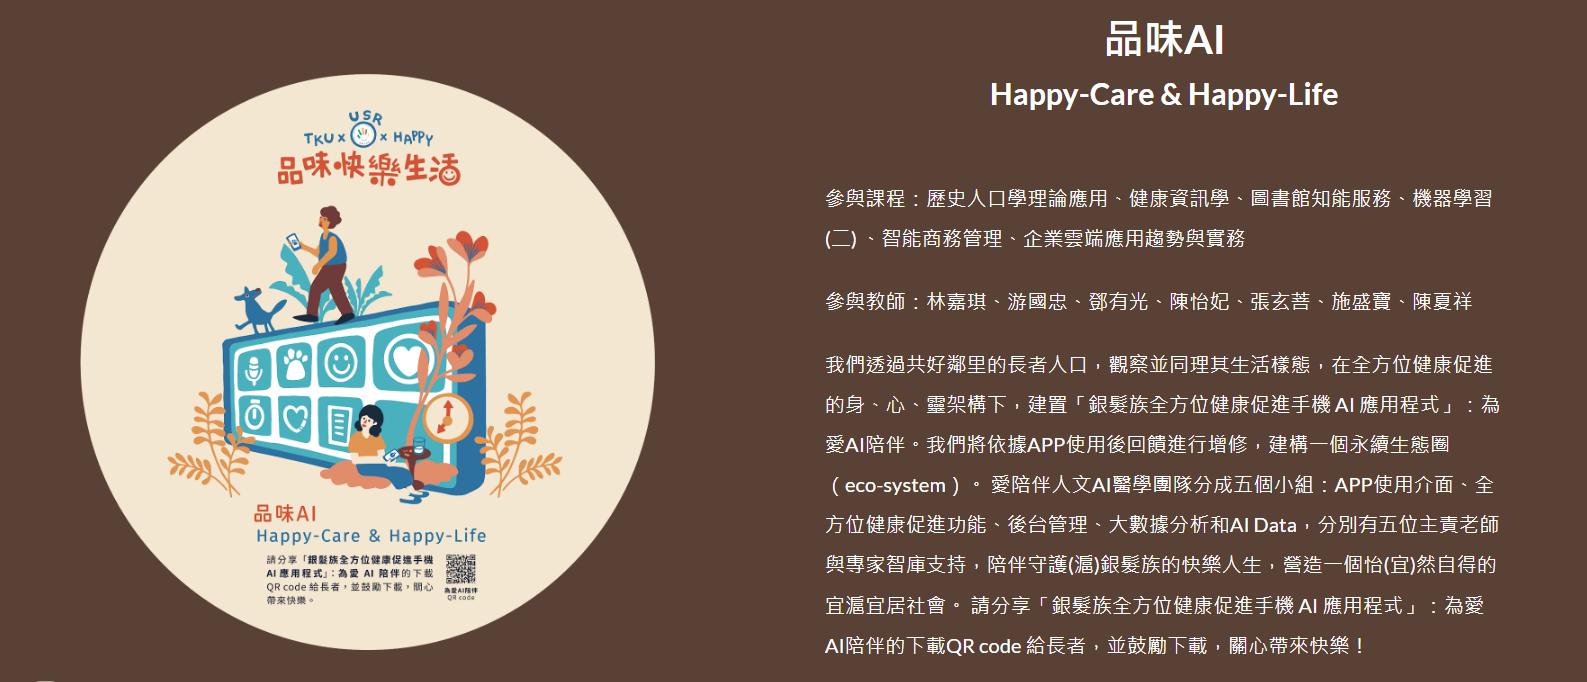 USR
TKU x x HAPPY
品味·快樂生活
品味AI
Happy-Care & Happy-Life
請分享「銀髮族全方位健康促進手機
AI 應用程式」：為愛 AI 陪伴的下載
QR code 給長者，並鼓勵下載，關心
帶來快樂。
為愛AI陪伴
QR code
品味AI
Happy-Care & Happy-Life
參與課程：歷史人口學理論應用、健康資訊學、圖書館知能服務、機器學習
(二) 、智能商務管理、企業雲端應用趨勢與實務
參與教師：林嘉琪、游國忠、鄧有光、陳怡妃、張玄菩、施盛寶、陳夏祥
我們透過共好鄰里的長者人口，觀察並同理其生活樣態，在全方位健康促進
的身、心、靈架構下，建置「銀髮族全方位健康促進手機 AI 應用程式」：為
愛AI陪伴。我們將依據APP使用後回饋進行增修，建構一個永續生態圈
（eco-system）。 愛陪伴人文AI醫學團隊分成五個小組：APP使用介面、全
方位健康促進功能、後台管理、大數據分析和AI Data，分別有五位主責老師
與專家智庫支持，陪伴守護(滬)銀髮族的快樂人生，營造一個怡(宜)然自得的
宜滬宜居社會。 請分享「銀髮族全方位健康促進手機 AI 應用程式」：為愛
AI陪伴的下載QR code 給長者，並鼓勵下載，關心帶來快樂！